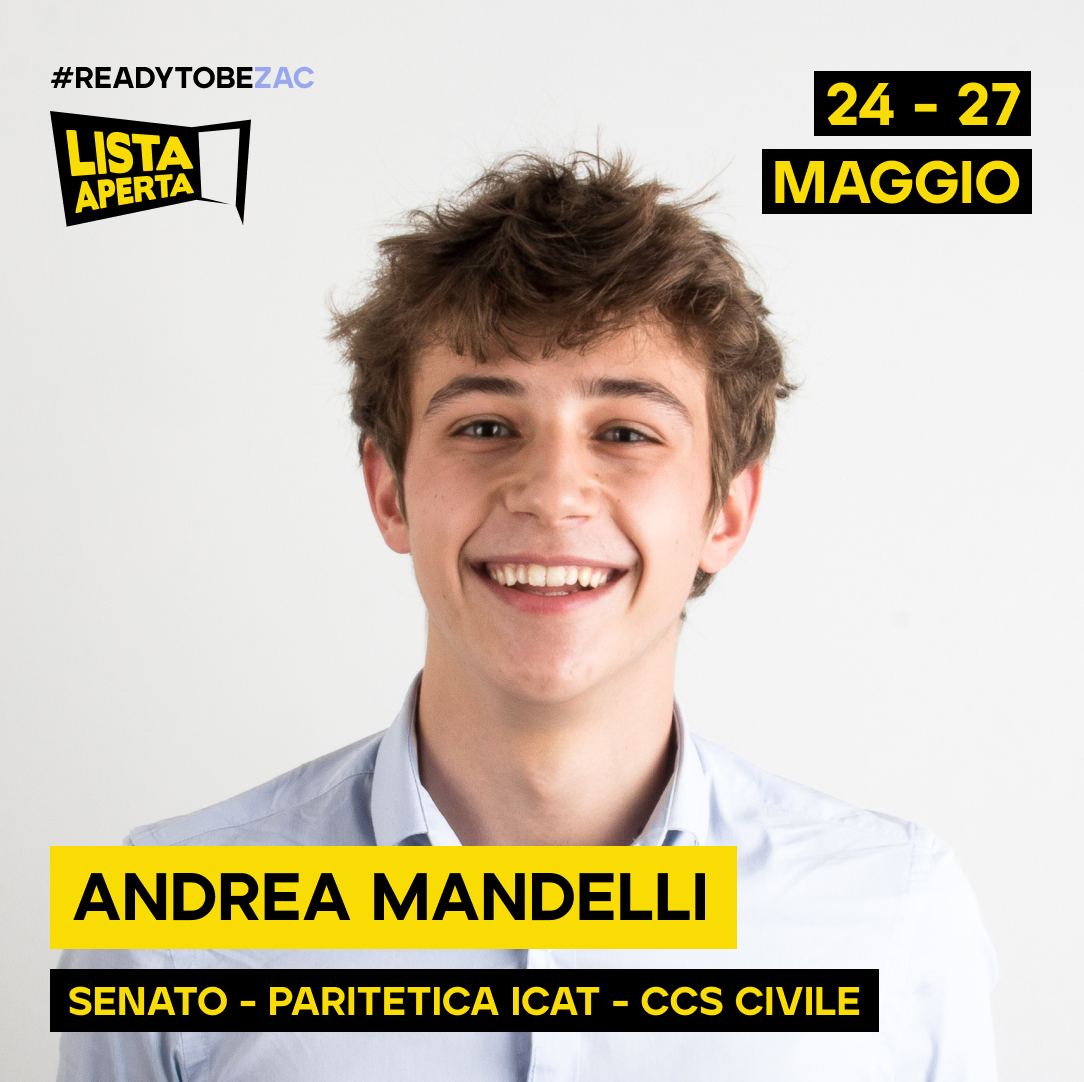 #READYTOBEZAC
LISTA
APERTA
24 - 27
MAGGIO
ANDREA MANDELLI
SENATO - PARITETICA ICAT - CCS CIVILE